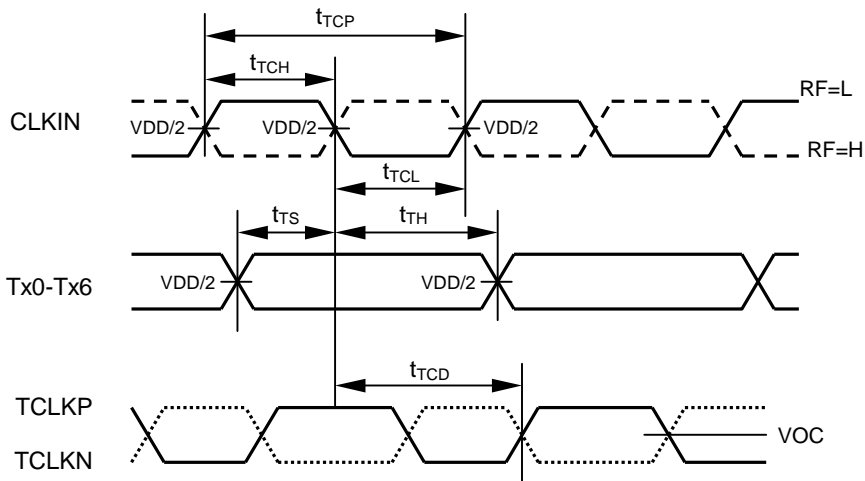 tTCP
tTCH
RF=L
CLKIN
VDD/2 VDD/2 VDD/2
RF=H
tTCL
tTS tTH
Tx0-Tx6
VDD/2 VDD/2
tTCD
TCLKP
VOC
TCLKN